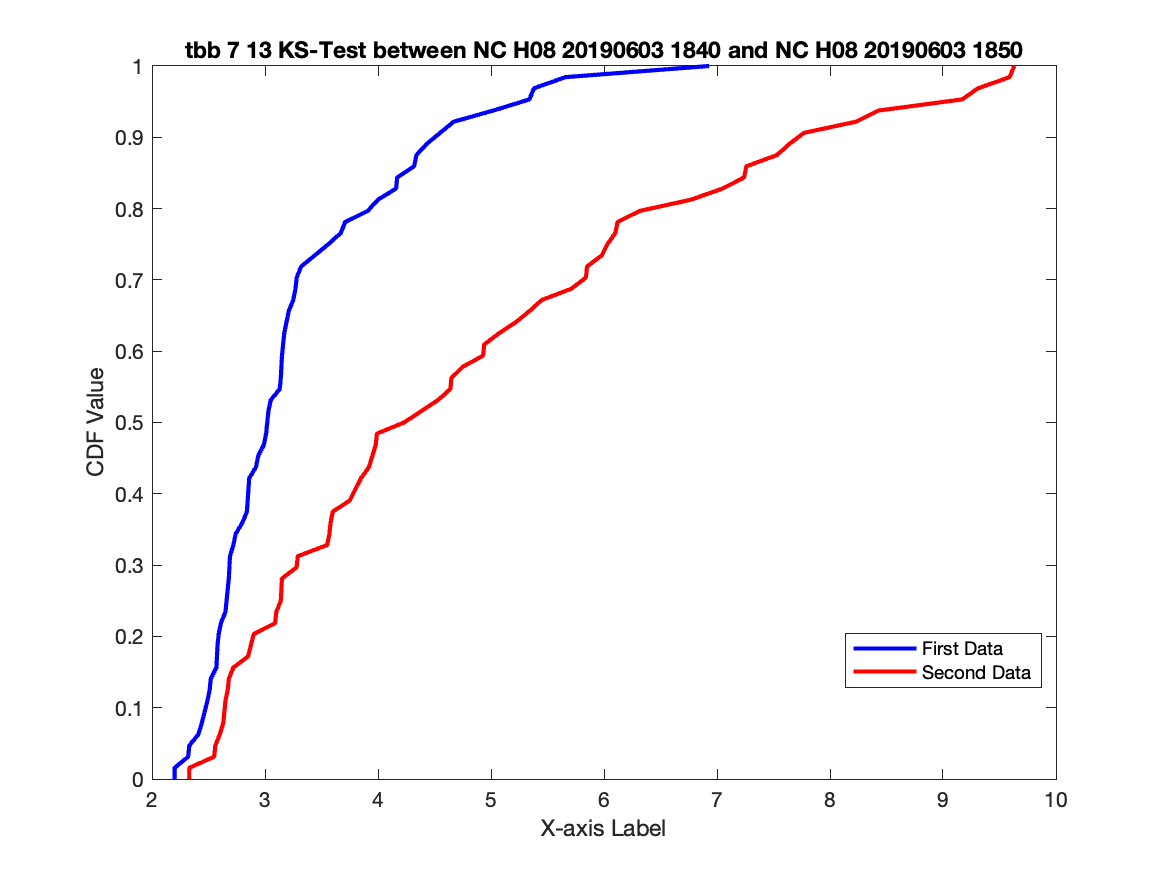 tbb 7 13 KS-Test between NC H08 20190603 1840 and NC H08 20190603 1850
1
0.9
0.8
0.7
0.6
0.5
0.4
0.3
0.2
0.1
0
CDF Value
First Data
Second Data
2 3 4 5 6 7 8 9 10
X-axis Label